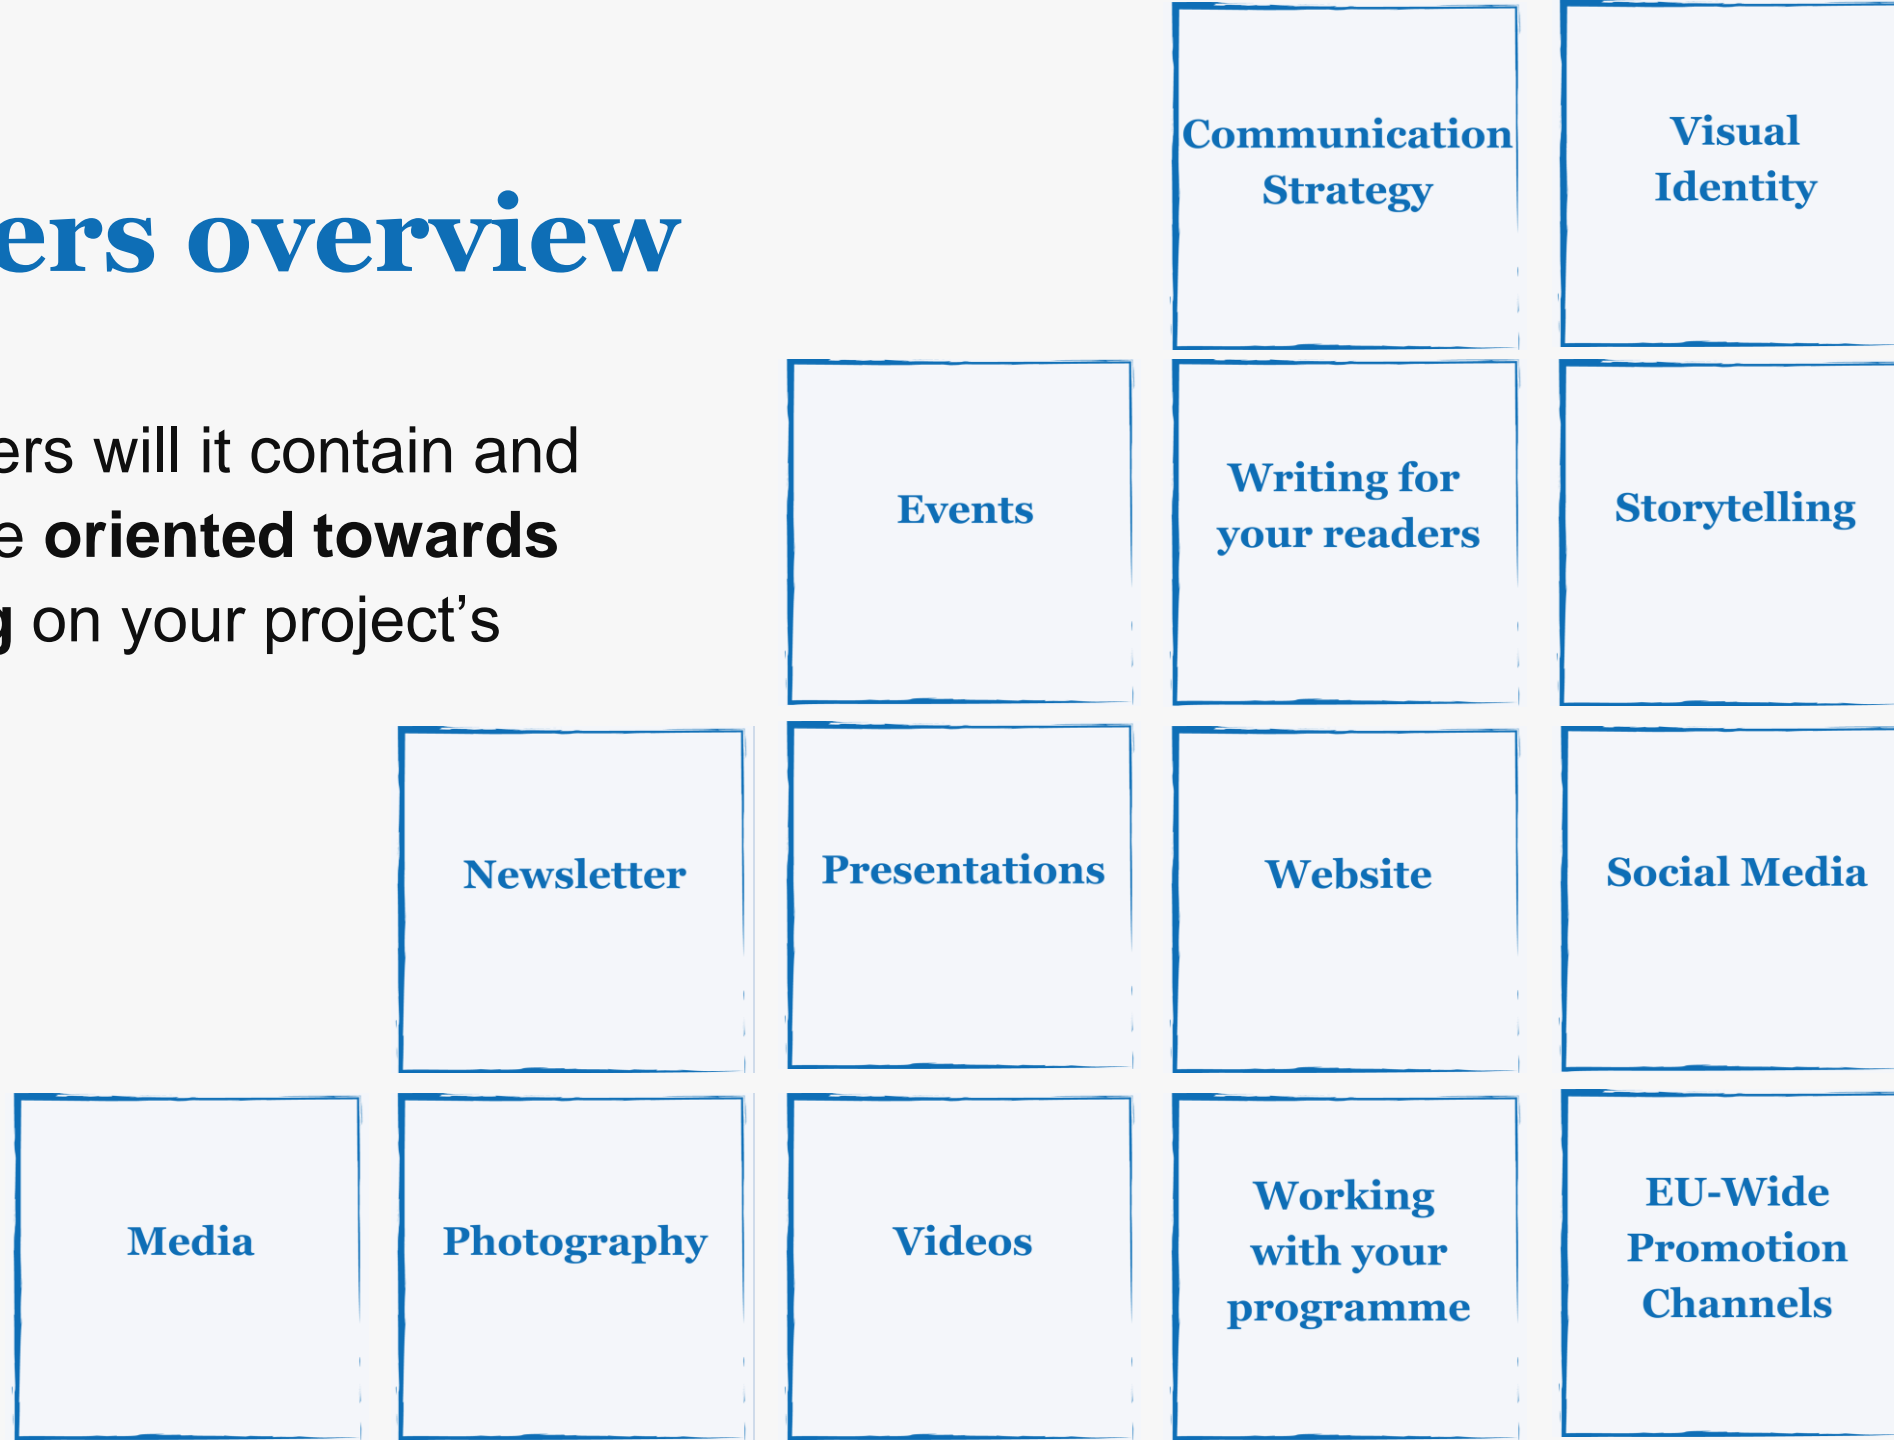 ers overview
ers will it contain and
e oriented towards
g on your project’s
Communication
Strategy
Visual
Identity
Events
Writing for
your readers
Storytelling
Newsletter
Presentations
Website
Social Media
Media
Photography
Videos
Working
with your
programme
EU-Wide
Promotion
Channels